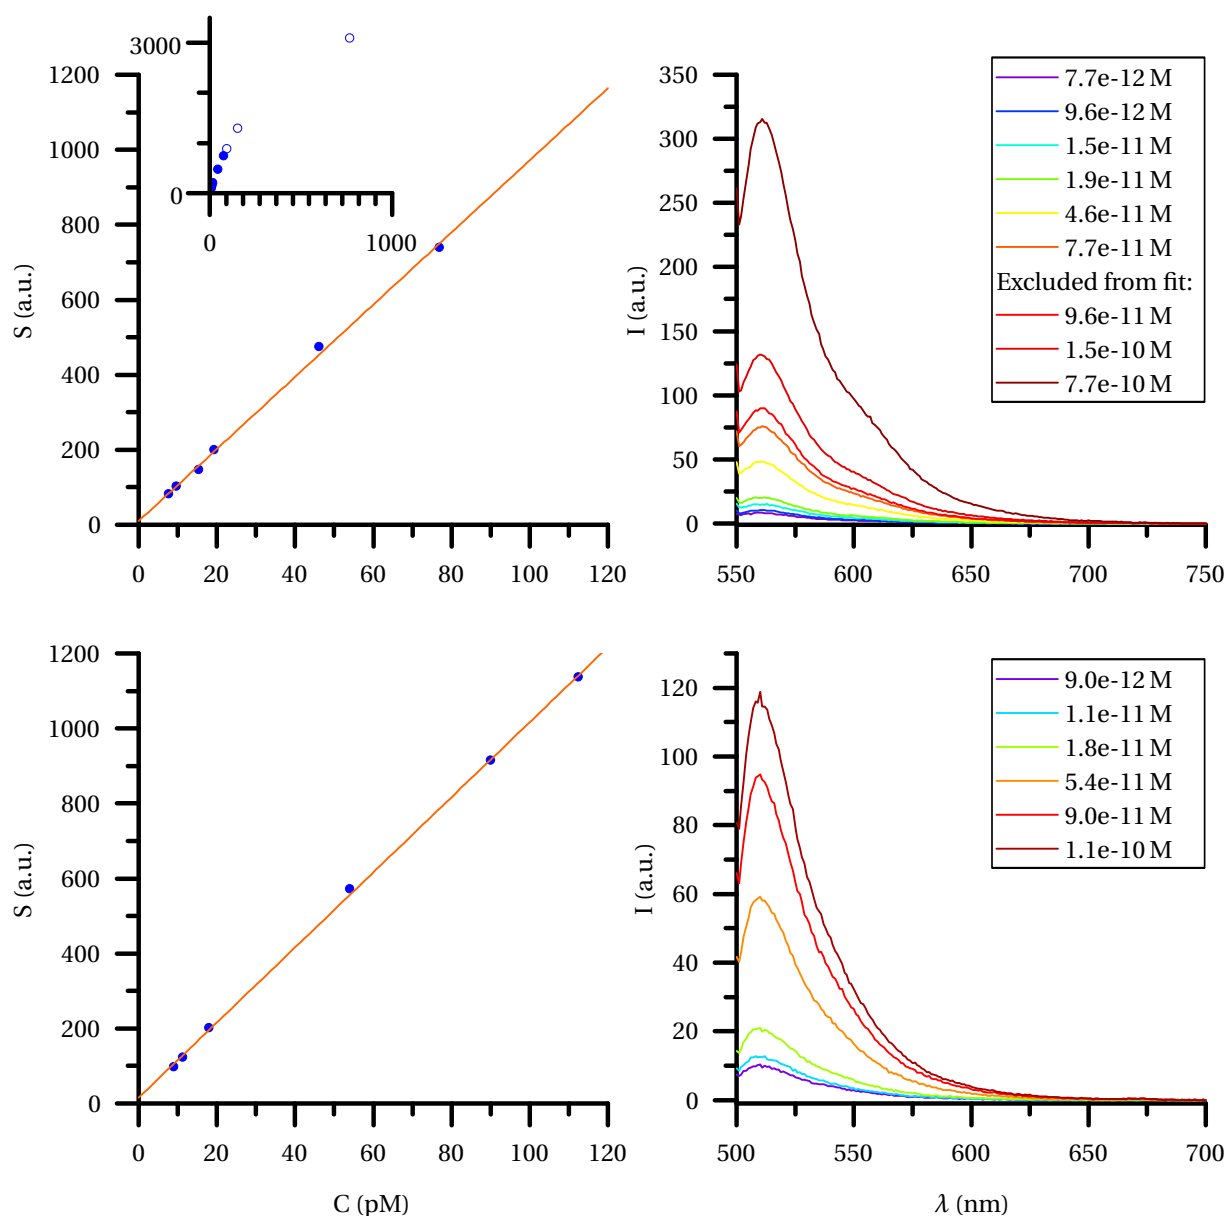 3000
0
0
1000
1200
1000
800
600
400
200
0
S (a.u.)
0
20
40
60
80
100
120
350
300
250
200
150
100
50
0
I (a.u.)
550
600
650
700
750
7.7e-12 M
9.6e-12 M
1.5e-11 M
1.9e-11 M
4.6e-11 M
7.7e-11 M
Excluded from fit:
9.6e-11 M
1.5e-10 M
7.7e-10 M
1200
1000
800
600
400
200
0
S (a.u.)
0
20
40
60
80
100
120
C (pM)
120
100
80
60
40
20
0
I (a.u.)
500
550
600
650
700
λ (nm)
9.0e-12 M
1.1e-11 M
1.8e-11 M
5.4e-11 M
9.0e-11 M
1.1e-10 M